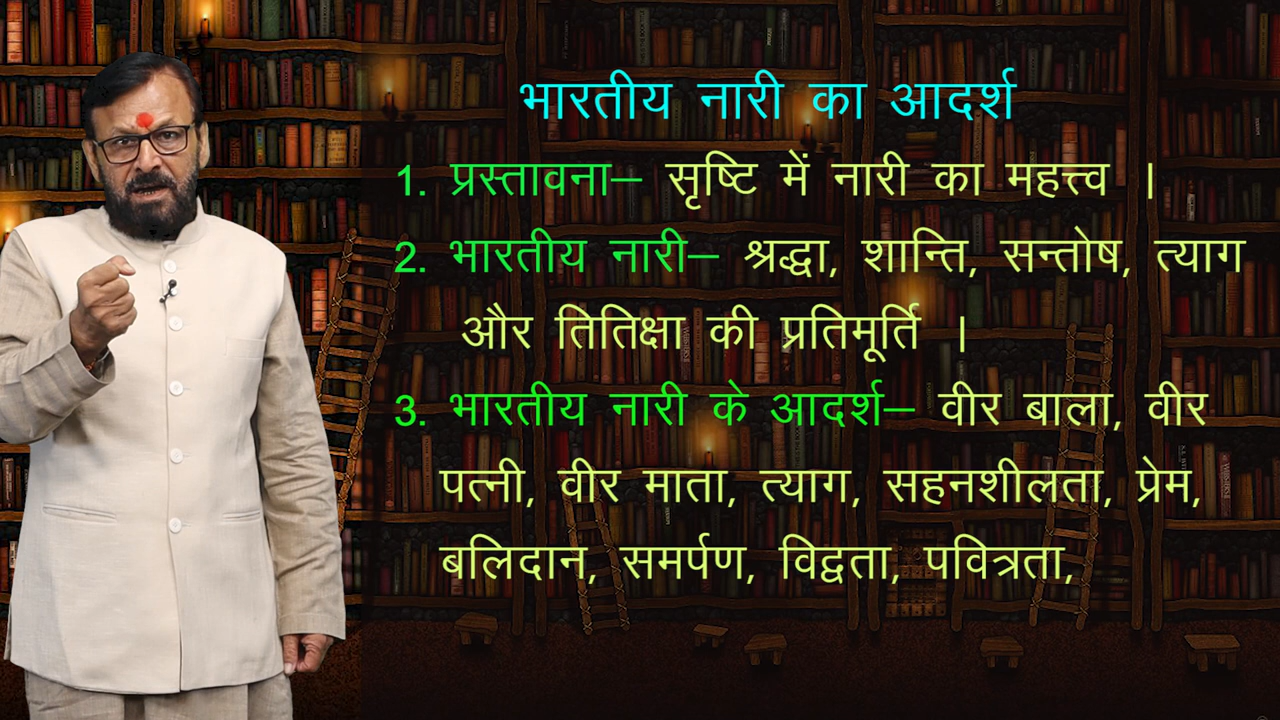 भारतीय नारी का आदर्श
1. प्रस्तावना– सृष्टि में नारी का महत्त्व ।
2. भारतीय नारी– श्रद्धा, शान्ति, सन्तोष, त्याग
और तितिक्षा की प्रतिमूर्ति ।
3. भारतीय नारी के आदर्श– वीर बाला, वीर
पत्नी, वीर माता, त्याग, सहनशीलता, प्रेम,
बलिदान, समर्पण, विद्वता, पवित्रता,